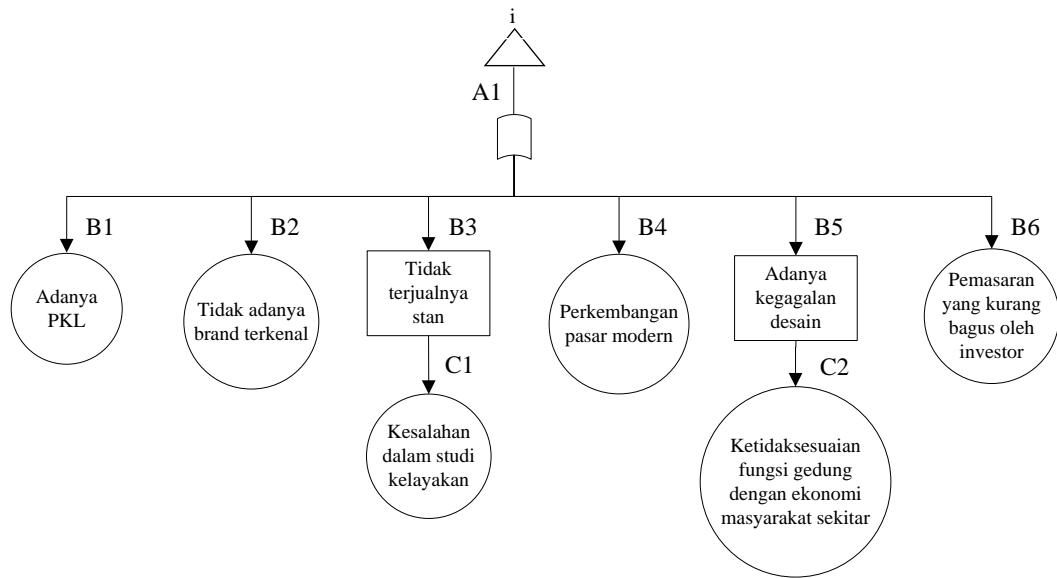 i
A1
B1
B2
B3
B4
B5
B6
Adanya
PKL
Tidak adanya
brand terkenal
Tidak
terjualnya
stan
Perkembangan
pasar modern
Adanya
kegagalan
desain
Pemasaran
yang kurang
bagus oleh
investor
C1
C2
Kesalahan
dalam studi
kelayakan
Ketidaksesuaian
fungsi gedung
dengan ekonomi
masyarakat sekitar